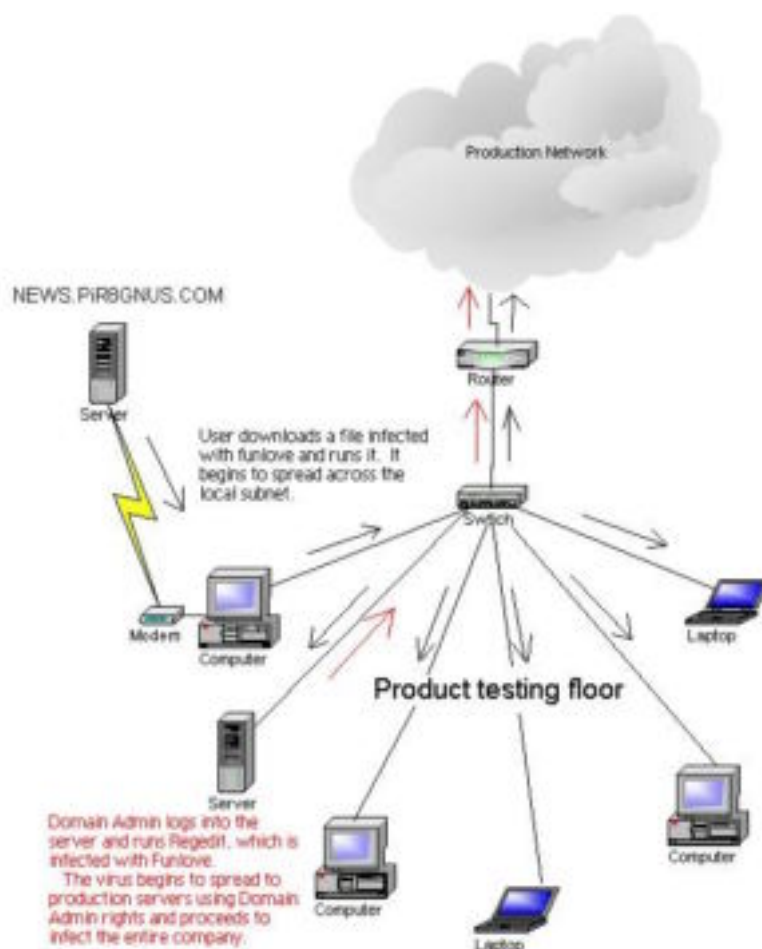 Production Network
NEWS.PiR8GNUS.COM
Server
Router
User downloads a file infected
with funlove and runs it. It
begins to spread across the
local subnet.
Switch
Modem
Computer
Laptop
Product testing floor
Server
Domain Admin logs into the
server and runs Regedit, which is
infected with Funlove.
The virus begins to spread to
production servers using Domain
Admin rights and proceeds to
infect the entire company.
Computer
Computer
Laptop